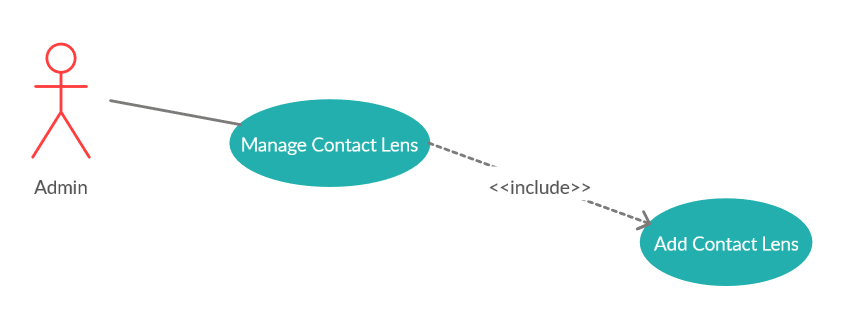 Admin
Manage Contact Lens
<<include>>
Add Contact Lens